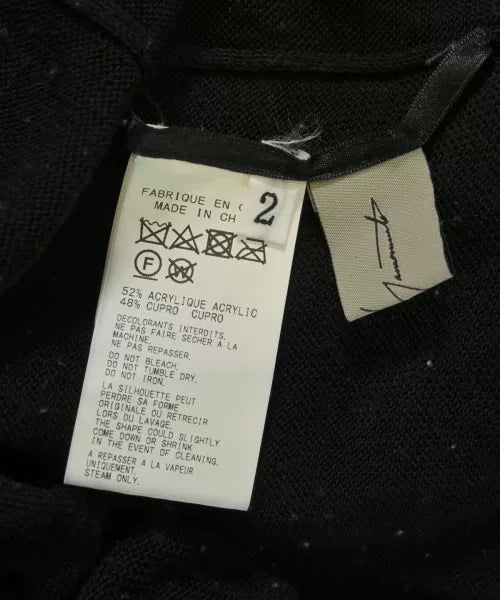 FABRIQUE EN C
MADE IN CH
2
F
W
52% ACRYLIQUE ACRYLIC
48% CUPRO CUPRO
DECOLORANTS INTERDITS.
NE PAS FAIRE SECHER A LA
MACHINE.
NE PAS REPASSER.
DO NOT BLEACH.
DO NOT TUMBLE DRY.
DO NOT IRON.
LA SILHOUETTE PEUT
PERDRE SA FORME
ORIGINALE OU RETRECIR
LORS DU LAVAGE.
THE SHAPE COULD SLIGHTLY
COME DOWN OR SHRINK
IN THE EVENT OF CLEANING.
A REPASSER A LA VAPEUR
UNIQUEMENT.
STEAM ONLY.
Yamamoto